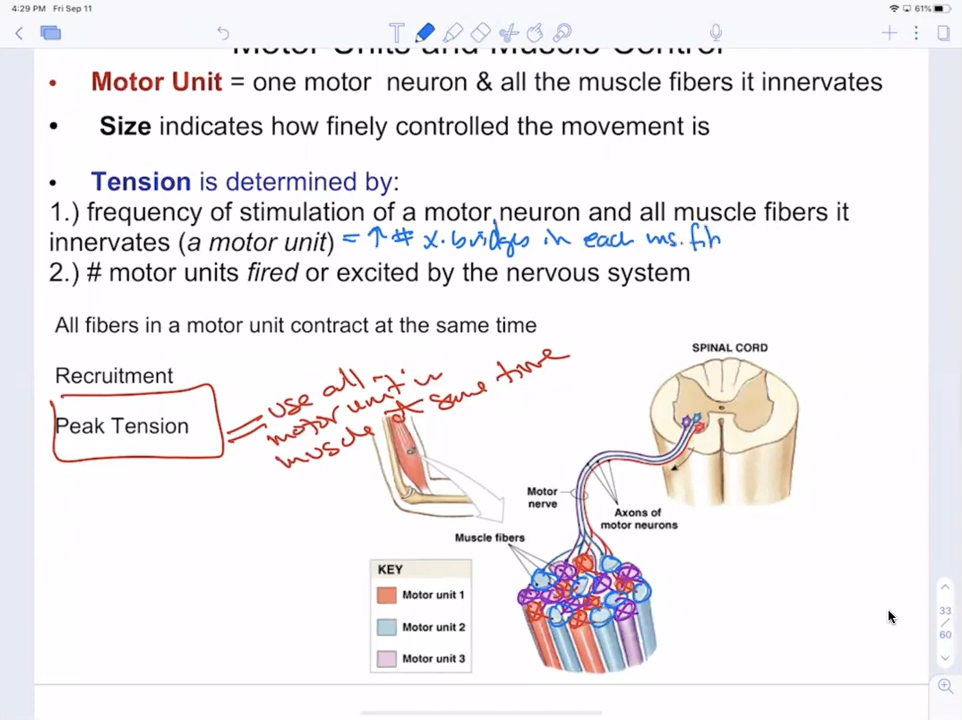 4:29 PM Fri Sep 11
61%
Motor Units and Muscle Control
• Motor Unit = one motor neuron & all the muscle fibers it innervates
• Size indicates how finely controlled the movement is
• Tension is determined by:
1.) frequency of stimulation of a motor neuron and all muscle fibers it
innervates (a motor unit) = ↑ # x.bridges in each ms. fib
2.) # motor units fired or excited by the nervous system
All fibers in a motor unit contract at the same time
Recruitment
Peak Tension
= use all
motor unit in
muscle at same time
SPINAL CORD
Motor
nerve
Axons of
motor neurons
Muscle fibers
KEY
Motor unit 1
Motor unit 2
Motor unit 3
33
/
60